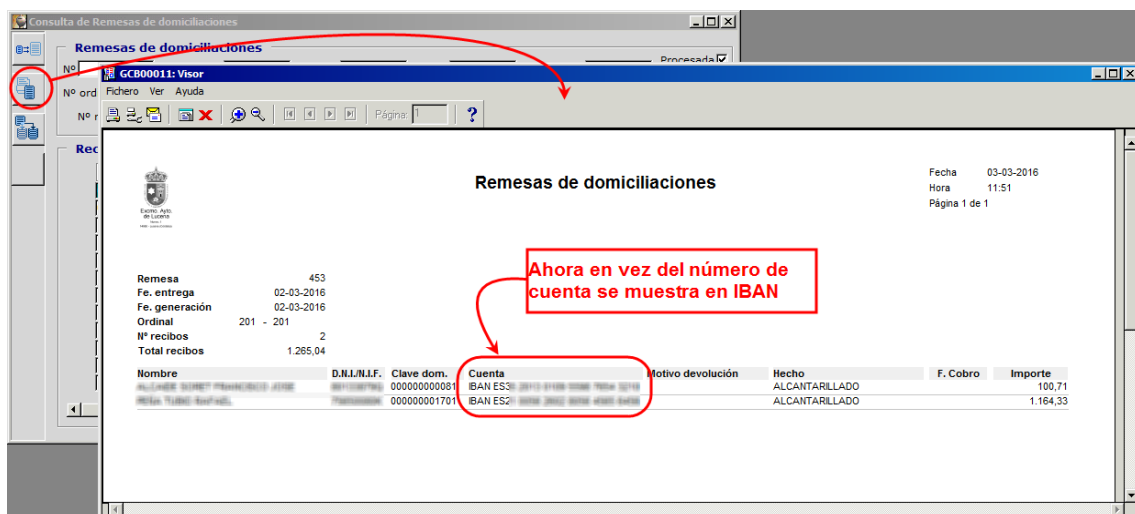 Consulta de Remesas de domiciliaciones
Remesas de domiciliaciones
Procesada
Nº
GCB00011: Visor
Nº ord
Fichero Ver Ayuda
Nº r
Página: 1
Rec
Excmo. Ayto.
de Lucena
Remesas de domiciliaciones
Fecha 03-03-2016
Hora 11:51
Página 1 de 1
Ahora en vez del número de
cuenta se muestra en IBAN
Remesa 453
Fe. entrega 02-03-2016
Fe. generación 02-03-2016
Ordinal 201 - 201
Nº recibos 2
Total recibos 1.265,04
Nombre D.N.I./N.I.F. Clave dom. Cuenta Motivo devolución Hecho F. Cobro Importe
000000000081 IBAN ES3 ALCANTARILLADO 100,71
000000001701 IBAN ES2 ALCANTARILLADO 1.164,33